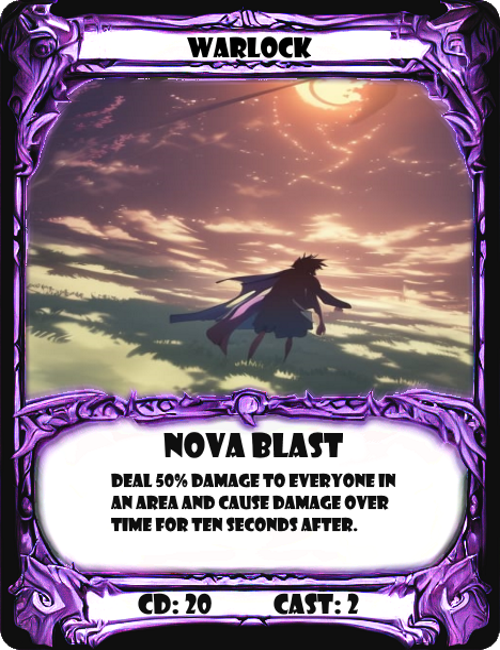 WARLOCK
NOVA BLAST
DEAL 50% DAMAGE TO EVERYONE IN
AN AREA AND CAUSE DAMAGE OVER
TIME FOR TEN SECONDS AFTER.
CD: 20 CAST: 2